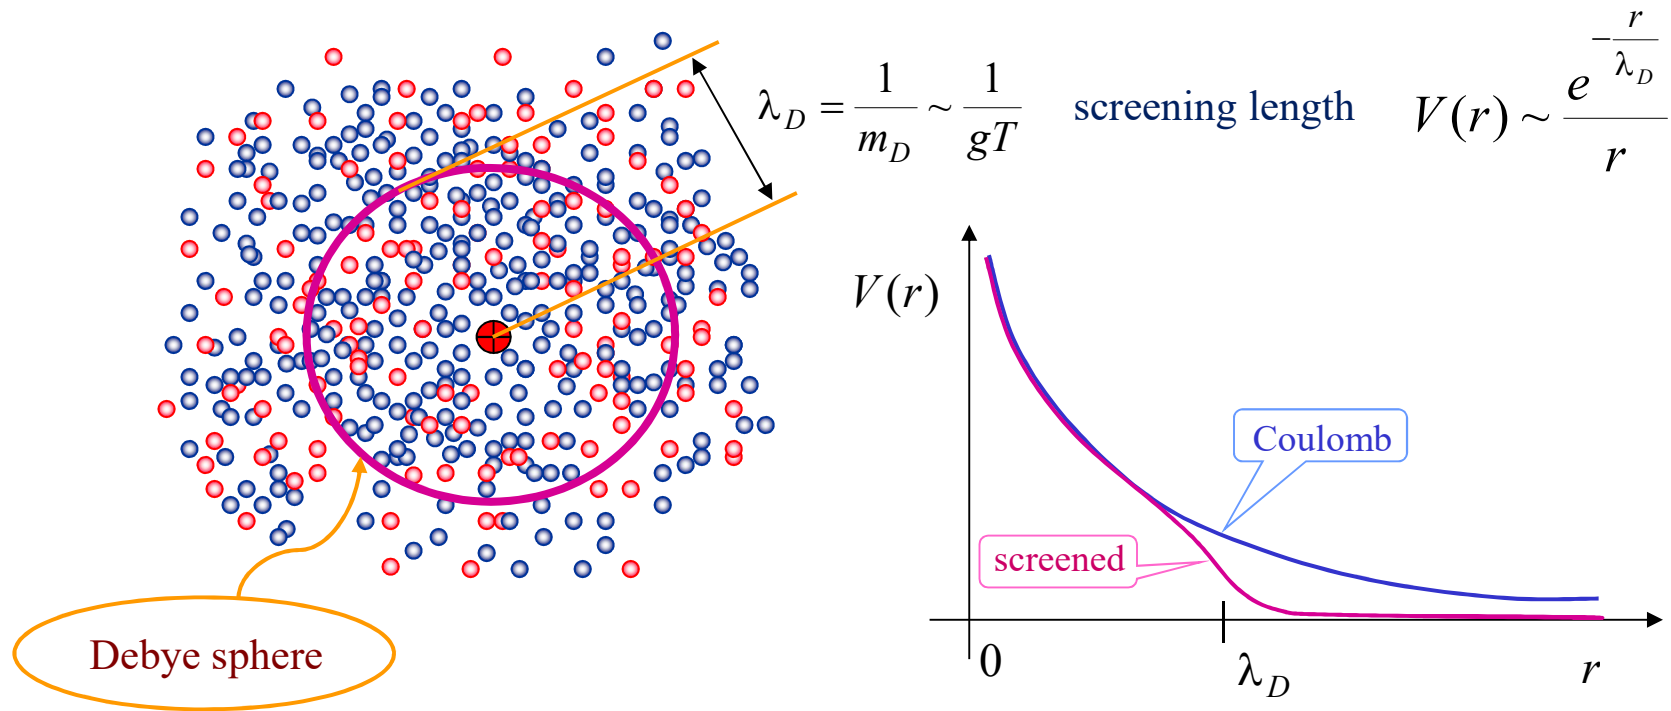 λ_D = 1/m_D ~ 1/gT screening length V(r) ~ e^(-r/λ_D)/r
V(r)
Coulomb
screened
Debye sphere
0 λ_D r